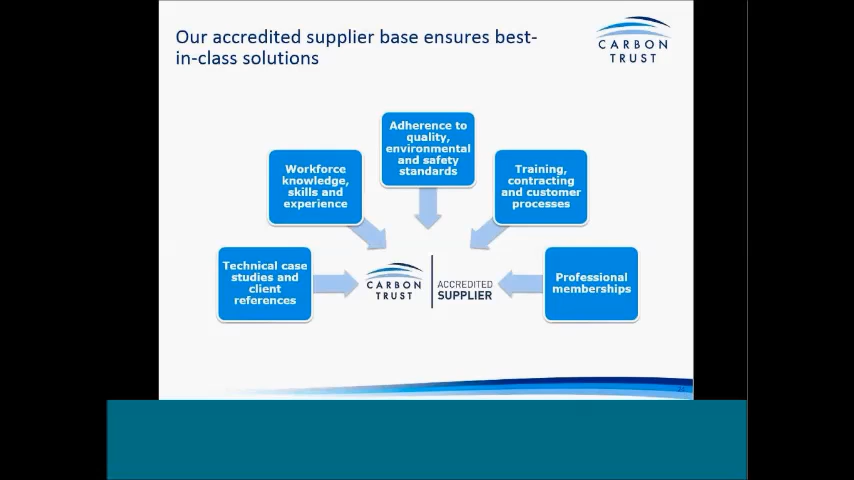 Our accredited supplier base ensures best-
in-class solutions
CARBON
TRUST
Adherence to
quality,
environmental
and safety
standards
Workforce
knowledge,
skills and
experience
Training,
contracting
and customer
processes
Technical case
studies and
client
references
CARBON
TRUST
ACCREDITED
SUPPLIER
Professional
memberships